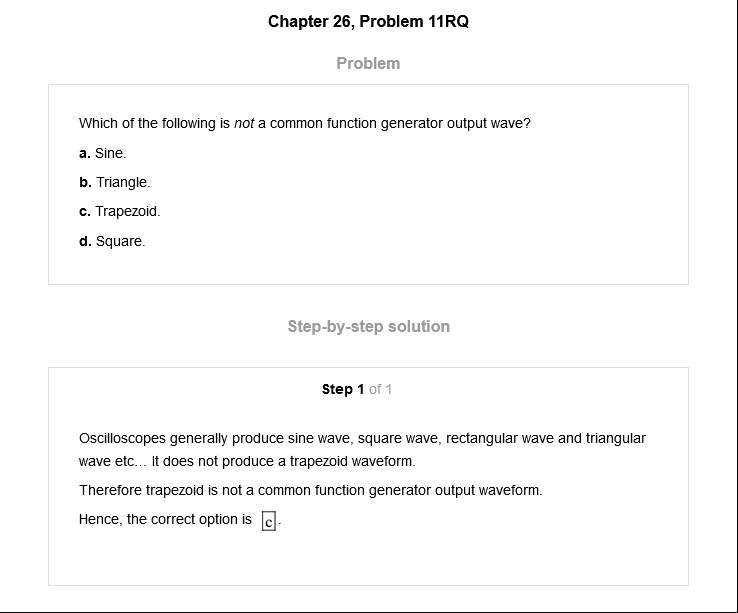 Chapter 26, Problem 11RQ
Problem
Which of the following is not a common function generator output wave?
a. Sine.
b. Triangle.
c. Trapezoid.
d. Square.
Step-by-step solution
Step 1 of 1
Oscilloscopes generally produce sine wave, square wave, rectangular wave and triangular
wave etc... It does not produce a trapezoid waveform.
Therefore trapezoid is not a common function generator output waveform.
Hence, the correct option is c.